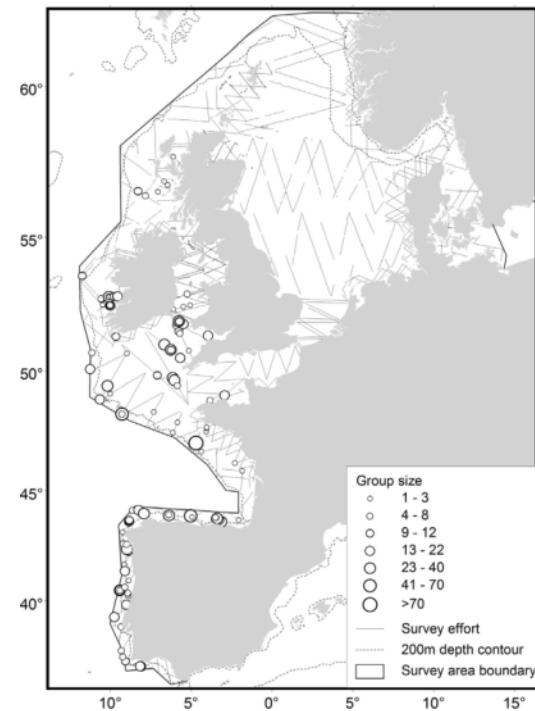 60°
55°
50°
45°
40°
10°
5°
0°
5°
10°
15°
Group size
1 - 3
4 - 8
9 - 12
13 - 22
23 - 40
41 - 70
>70
Survey effort
200m depth contour
Survey area boundary